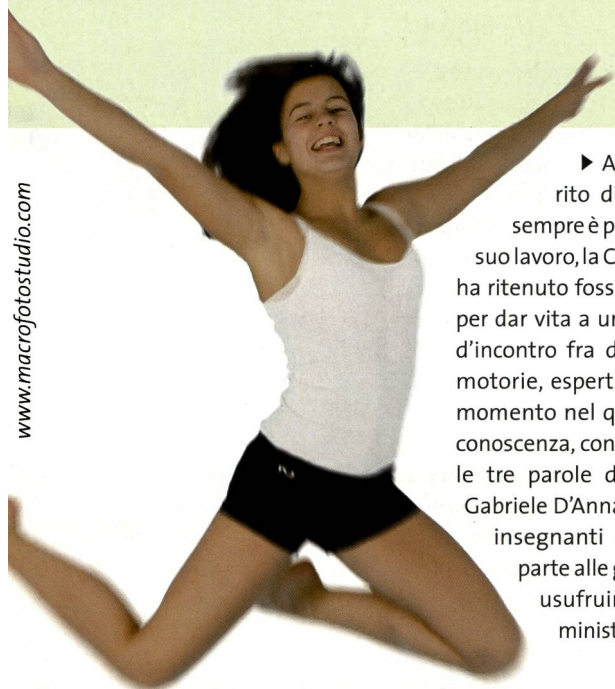 www.macrofotostudio.com
▶ A
rito d
sempre è p
suo lavoro, la C
ha ritenuto foss
per dar vita a un
d'incontro fra d
motorie, espert
momento nel q
conoscenza, con
le tre parole d
Gabriele D'Anna
insegnanti
parte alle g
usufruir
minist